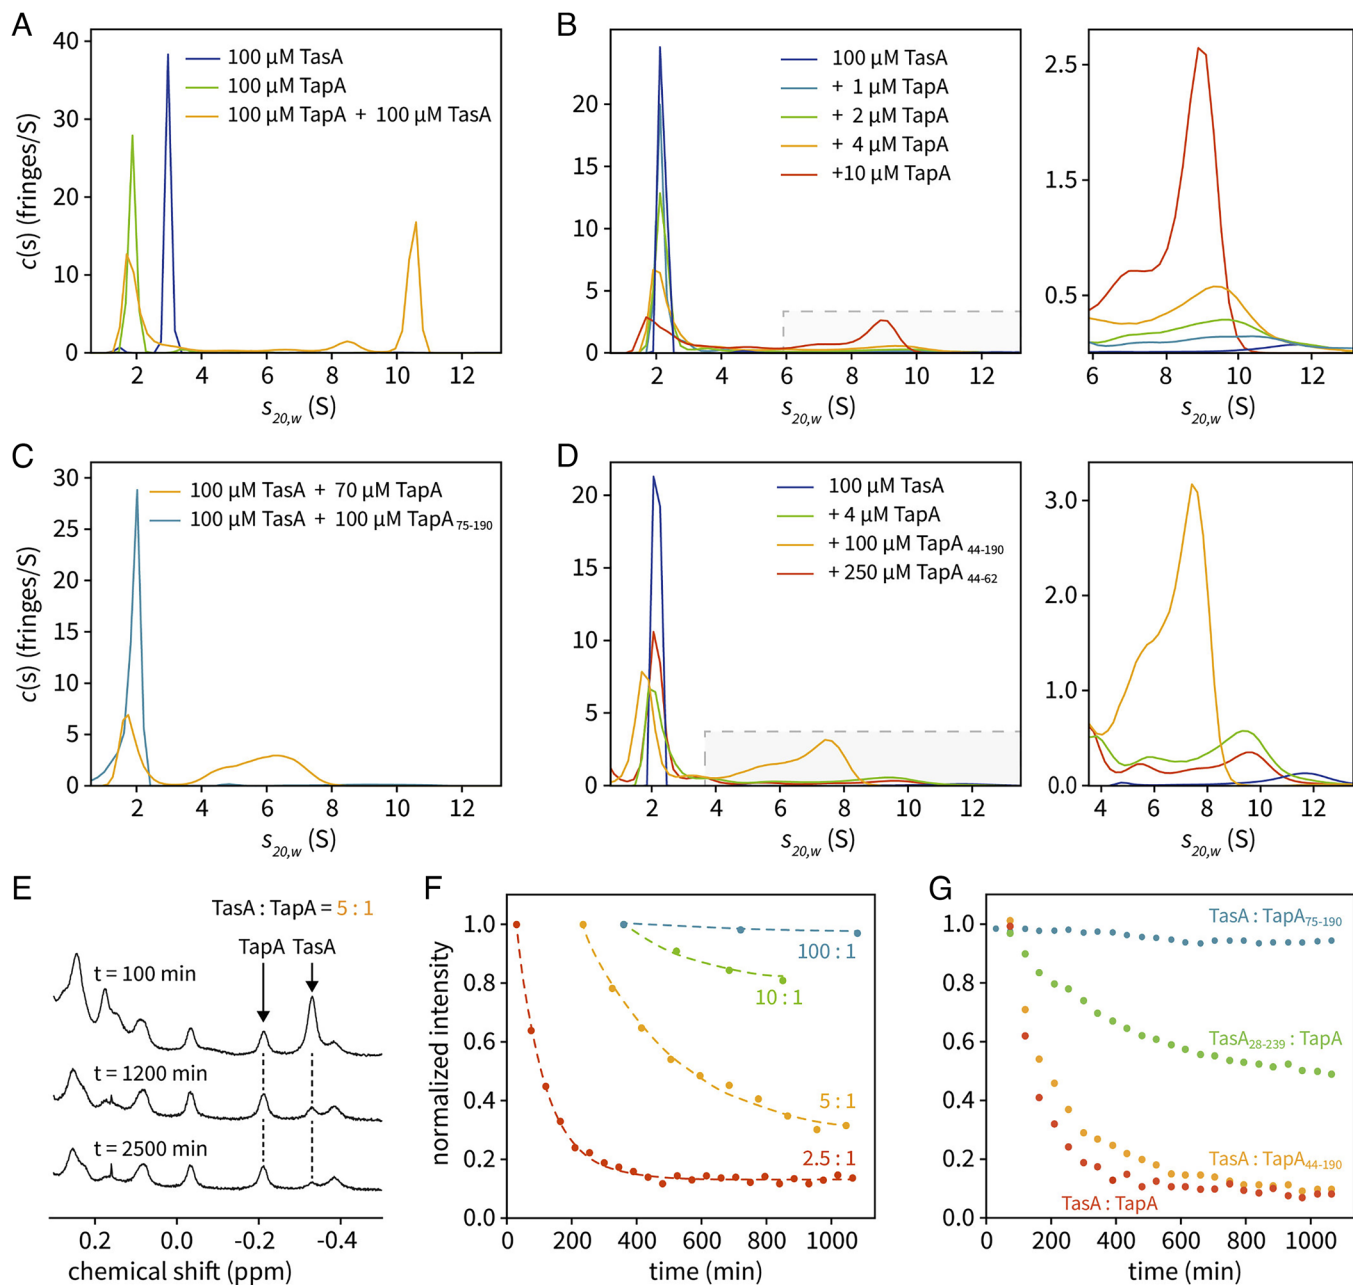 A
c(s) (fringes/S)
40
30
20
10
0
100 µM TasA
100 µM TapA
100 µM TapA + 100 µM TasA
2 4 6 8 10 12
s20,w (S)
B
20
15
10
5
0
100 µM TasA
+ 1 µM TapA
+ 2 µM TapA
+ 4 µM TapA
+10 µM TapA
2 4 6 8 10 12
s20,w (S)
2.5
1.5
0.5
6 8 10 12
s20,w (S)
C
c(s) (fringes/S)
30
25
20
15
10
5
0
100 µM TasA + 70 µM TapA
100 µM TasA + 100 µM TapA75-190
2 4 6 8 10 12
s20,w (S)
D
20
15
10
5
0
100 µM TasA
+ 4 µM TapA
+ 100 µM TapA 44-190
+ 250 µM TapA 44-62
2 4 6 8 10 12
s20,w (S)
3.0
2.0
1.0
0.0
4 6 8 10 12
s20,w (S)
E
TasA : TapA = 5 : 1
TapA TasA
t = 100 min
t = 1200 min
t = 2500 min
0.2 0.0 -0.2 -0.4
chemical shift (ppm)
F
normalized intensity
1.0
0.8
0.6
0.4
0.2
0.0
100 : 1
10 : 1
5 : 1
2.5 : 1
0 200 400 600 800 1000
time (min)
G
1.0
0.8
0.6
0.4
0.2
0.0
TasA : TapA75-190
TasA28-239 : TapA
TasA : TapA44-190
TasA : TapA
0 200 400 600 800 1000
time (min)